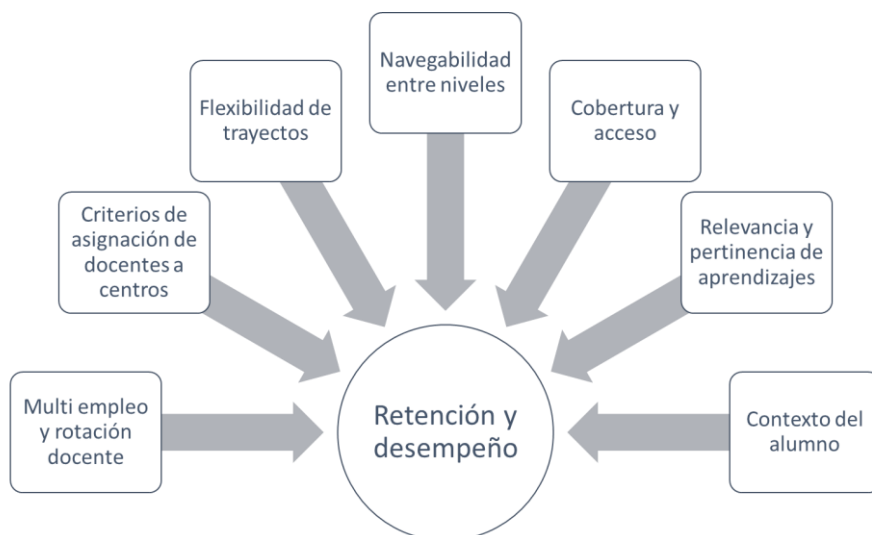 Navegabilidad
entre niveles
Flexibilidad de
trayectos
Cobertura y
acceso
Criterios de
asignación de
docentes a
centros
Relevancia y
pertinencia de
aprendizajes
Multi empleo
y rotación
docente
Retención y
desempeño
Contexto del
alumno